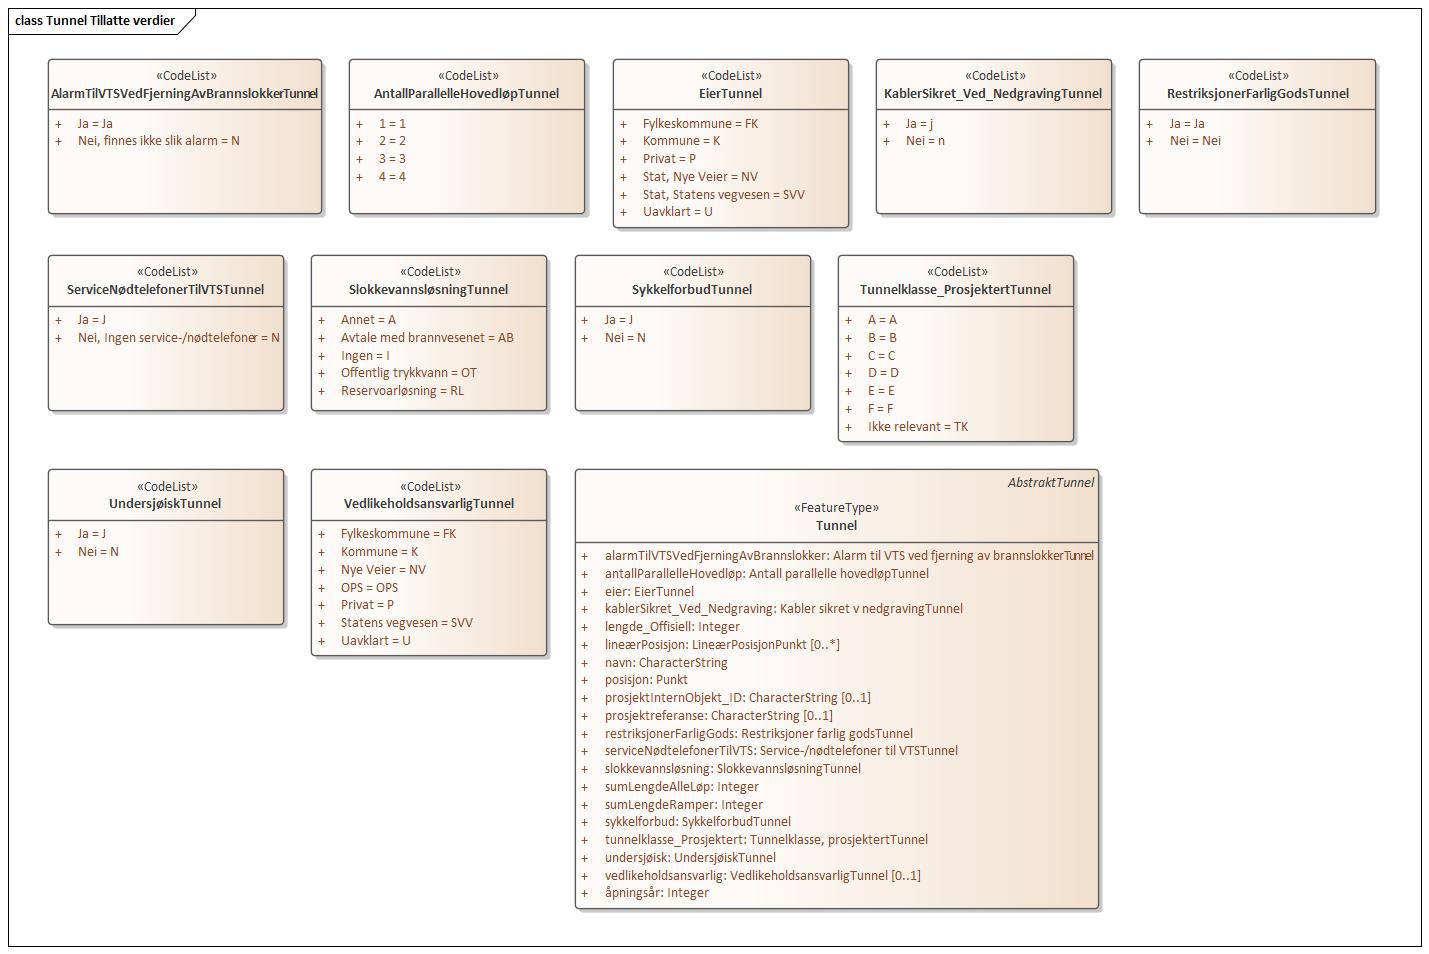 class Tunnel Tillatte verdier
«CodeList»
AlarmTilVTSVedFjerningAvBrannslokkerTunnel
+ Ja = Ja
+ Nei, finnes ikke slik alarm = N
«CodeList»
AntallParallelleHovedløpTunnel
+ 1 = 1
+ 2 = 2
+ 3 = 3
+ 4 = 4
«CodeList»
EierTunnel
+ Fylkeskommune = FK
+ Kommune = K
+ Privat = P
+ Stat, Nye Veier = NV
+ Stat, Statens vegvesen = SVV
+ Uavklart = U
«CodeList»
KablerSikret_Ved_NedgravingTunnel
+ Ja = j
+ Nei = n
«CodeList»
RestriksjonerFarligGodsTunnel
+ Ja = Ja
+ Nei = Nei
«CodeList»
ServiceNødtelefonerTilVTSTunnel
+ Ja = J
+ Nei, Ingen service-/nødtelefoner = N
«CodeList»
SlokkevannsløsningTunnel
+ Annet = A
+ Avtale med brannvesenet = AB
+ Ingen = I
+ Offentlig trykkvann = OT
+ Reservoarløsning = RL
«CodeList»
SykkelforbudTunnel
+ Ja = J
+ Nei = N
«CodeList»
Tunnelklasse_ProsjektertTunnel
+ A = A
+ B = B
+ C = C
+ D = D
+ E = E
+ F = F
+ Ikke relevant = TK
«CodeList»
UndersjøiskTunnel
+ Ja = J
+ Nei = N
«CodeList»
VedlikeholdsansvarligTunnel
+ Fylkeskommune = FK
+ Kommune = K
+ Nye Veier = NV
+ OPS = OPS
+ Privat = P
+ Statens vegvesen = SVV
+ Uavklart = U
AbstraktTunnel
«FeatureType»
Tunnel
+ alarmTilVTSVedFjerningAvBrannslokker: Alarm til VTS ved fjerning av brannslokkerTunnel
+ antallParallelleHovedløp: Antall parallelle hovedløpTunnel
+ eier: EierTunnel
+ kablerSikret_Ved_Nedgraving: Kabler sikret v nedgravingTunnel
+ lengde_Offisiell: Integer
+ lineærPosisjon: LineærPosisjonPunkt [0..*]
+ navn: CharacterString
+ posisjon: Punkt
+ prosjektInternObjekt_ID: CharacterString [0..1]
+ prosjektreferanse: CharacterString [0..1]
+ restriksjonerFarligGods: Restriksjoner farlig godsTunnel
+ serviceNødtelefonerTilVTS: Service-/nødtelefoner til VTSTunnel
+ slokkevannsløsning: SlokkevannsløsningTunnel
+ sumLengdeAlleLøp: Integer
+ sumLengdeRamper: Integer
+ sykkelforbud: SykkelforbudTunnel
+ tunnelklasse_Prosjektert: Tunnelklasse, prosjektertTunnel
+ undersjøisk: UndersjøiskTunnel
+ vedlikeholdsansvarlig: VedlikeholdsansvarligTunnel [0..1]
+ åpningsår: Integer